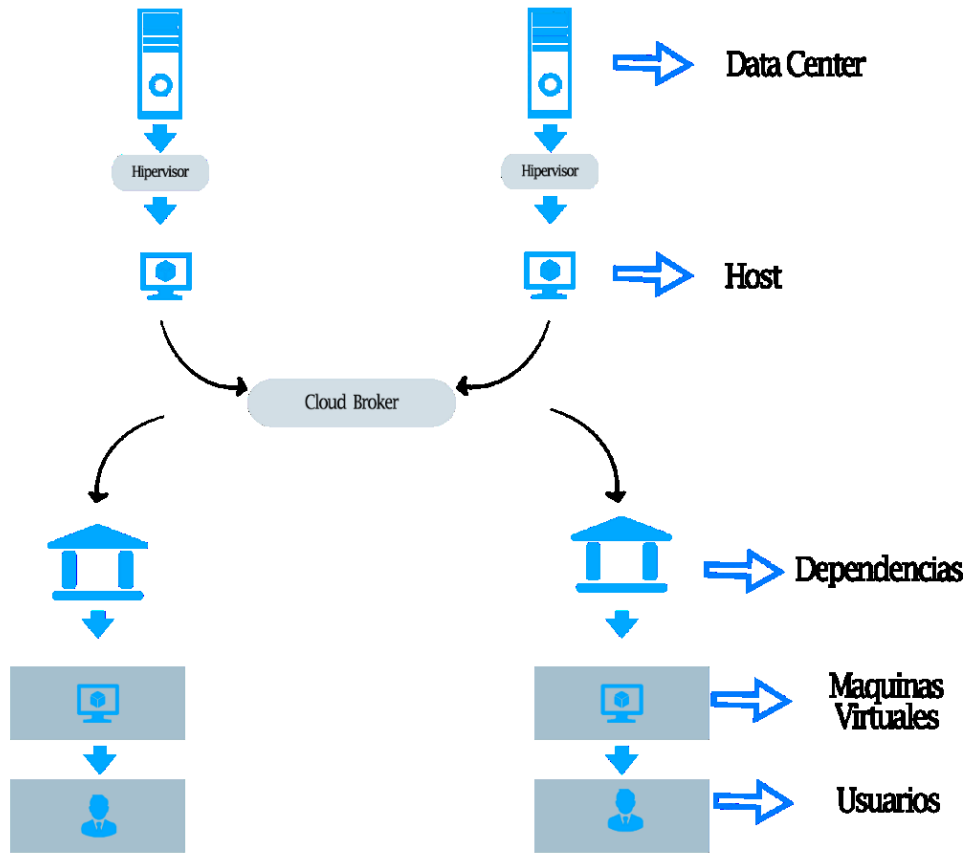 Data Center
Hipervisor
Hipervisor
Host
Cloud Broker
Dependencias
Maquinas
Virtuales
Usuarios